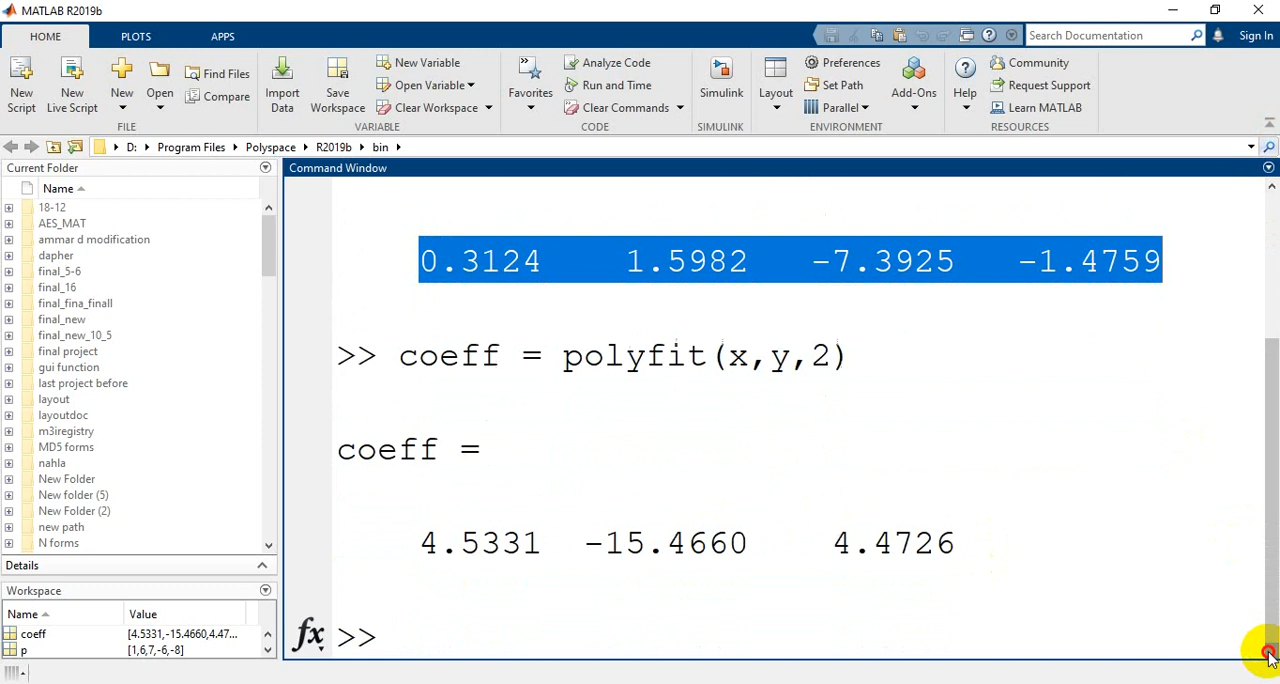 MATLAB R2019b
HOME PLOTS APPS
Search Documentation
Sign In
New Script
New Live Script
New
Open
Find Files
Compare
Import Data
Save Workspace
New Variable
Open Variable
Clear Workspace
Favorites
Analyze Code
Run and Time
Clear Commands
Simulink
Layout
Preferences
Set Path
Parallel
Add-Ons
Help
Community
Request Support
Learn MATLAB
FILE VARIABLE CODE SIMULINK ENVIRONMENT RESOURCES
D: Program Files Polyspace R2019b bin
Current Folder
Name
18-12
AES_MAT
ammar d modification
dapher
final_5-6
final_16
final_fina_finall
final_new
final_new_10_5
final project
gui function
last project before
layout
layoutdoc
m3iregistry
MD5 forms
nahla
New Folder
New folder (5)
New Folder (2)
new path
N forms
Details
Workspace
Name Value
coeff [4.5331,-15.4660,4.47...
p [1,6,7,-6,-8]
Command Window
0.3124 1.5982 -7.3925 -1.4759
>> coeff = polyfit(x,y,2)
coeff =
4.5331 -15.4660 4.4726
fx >>